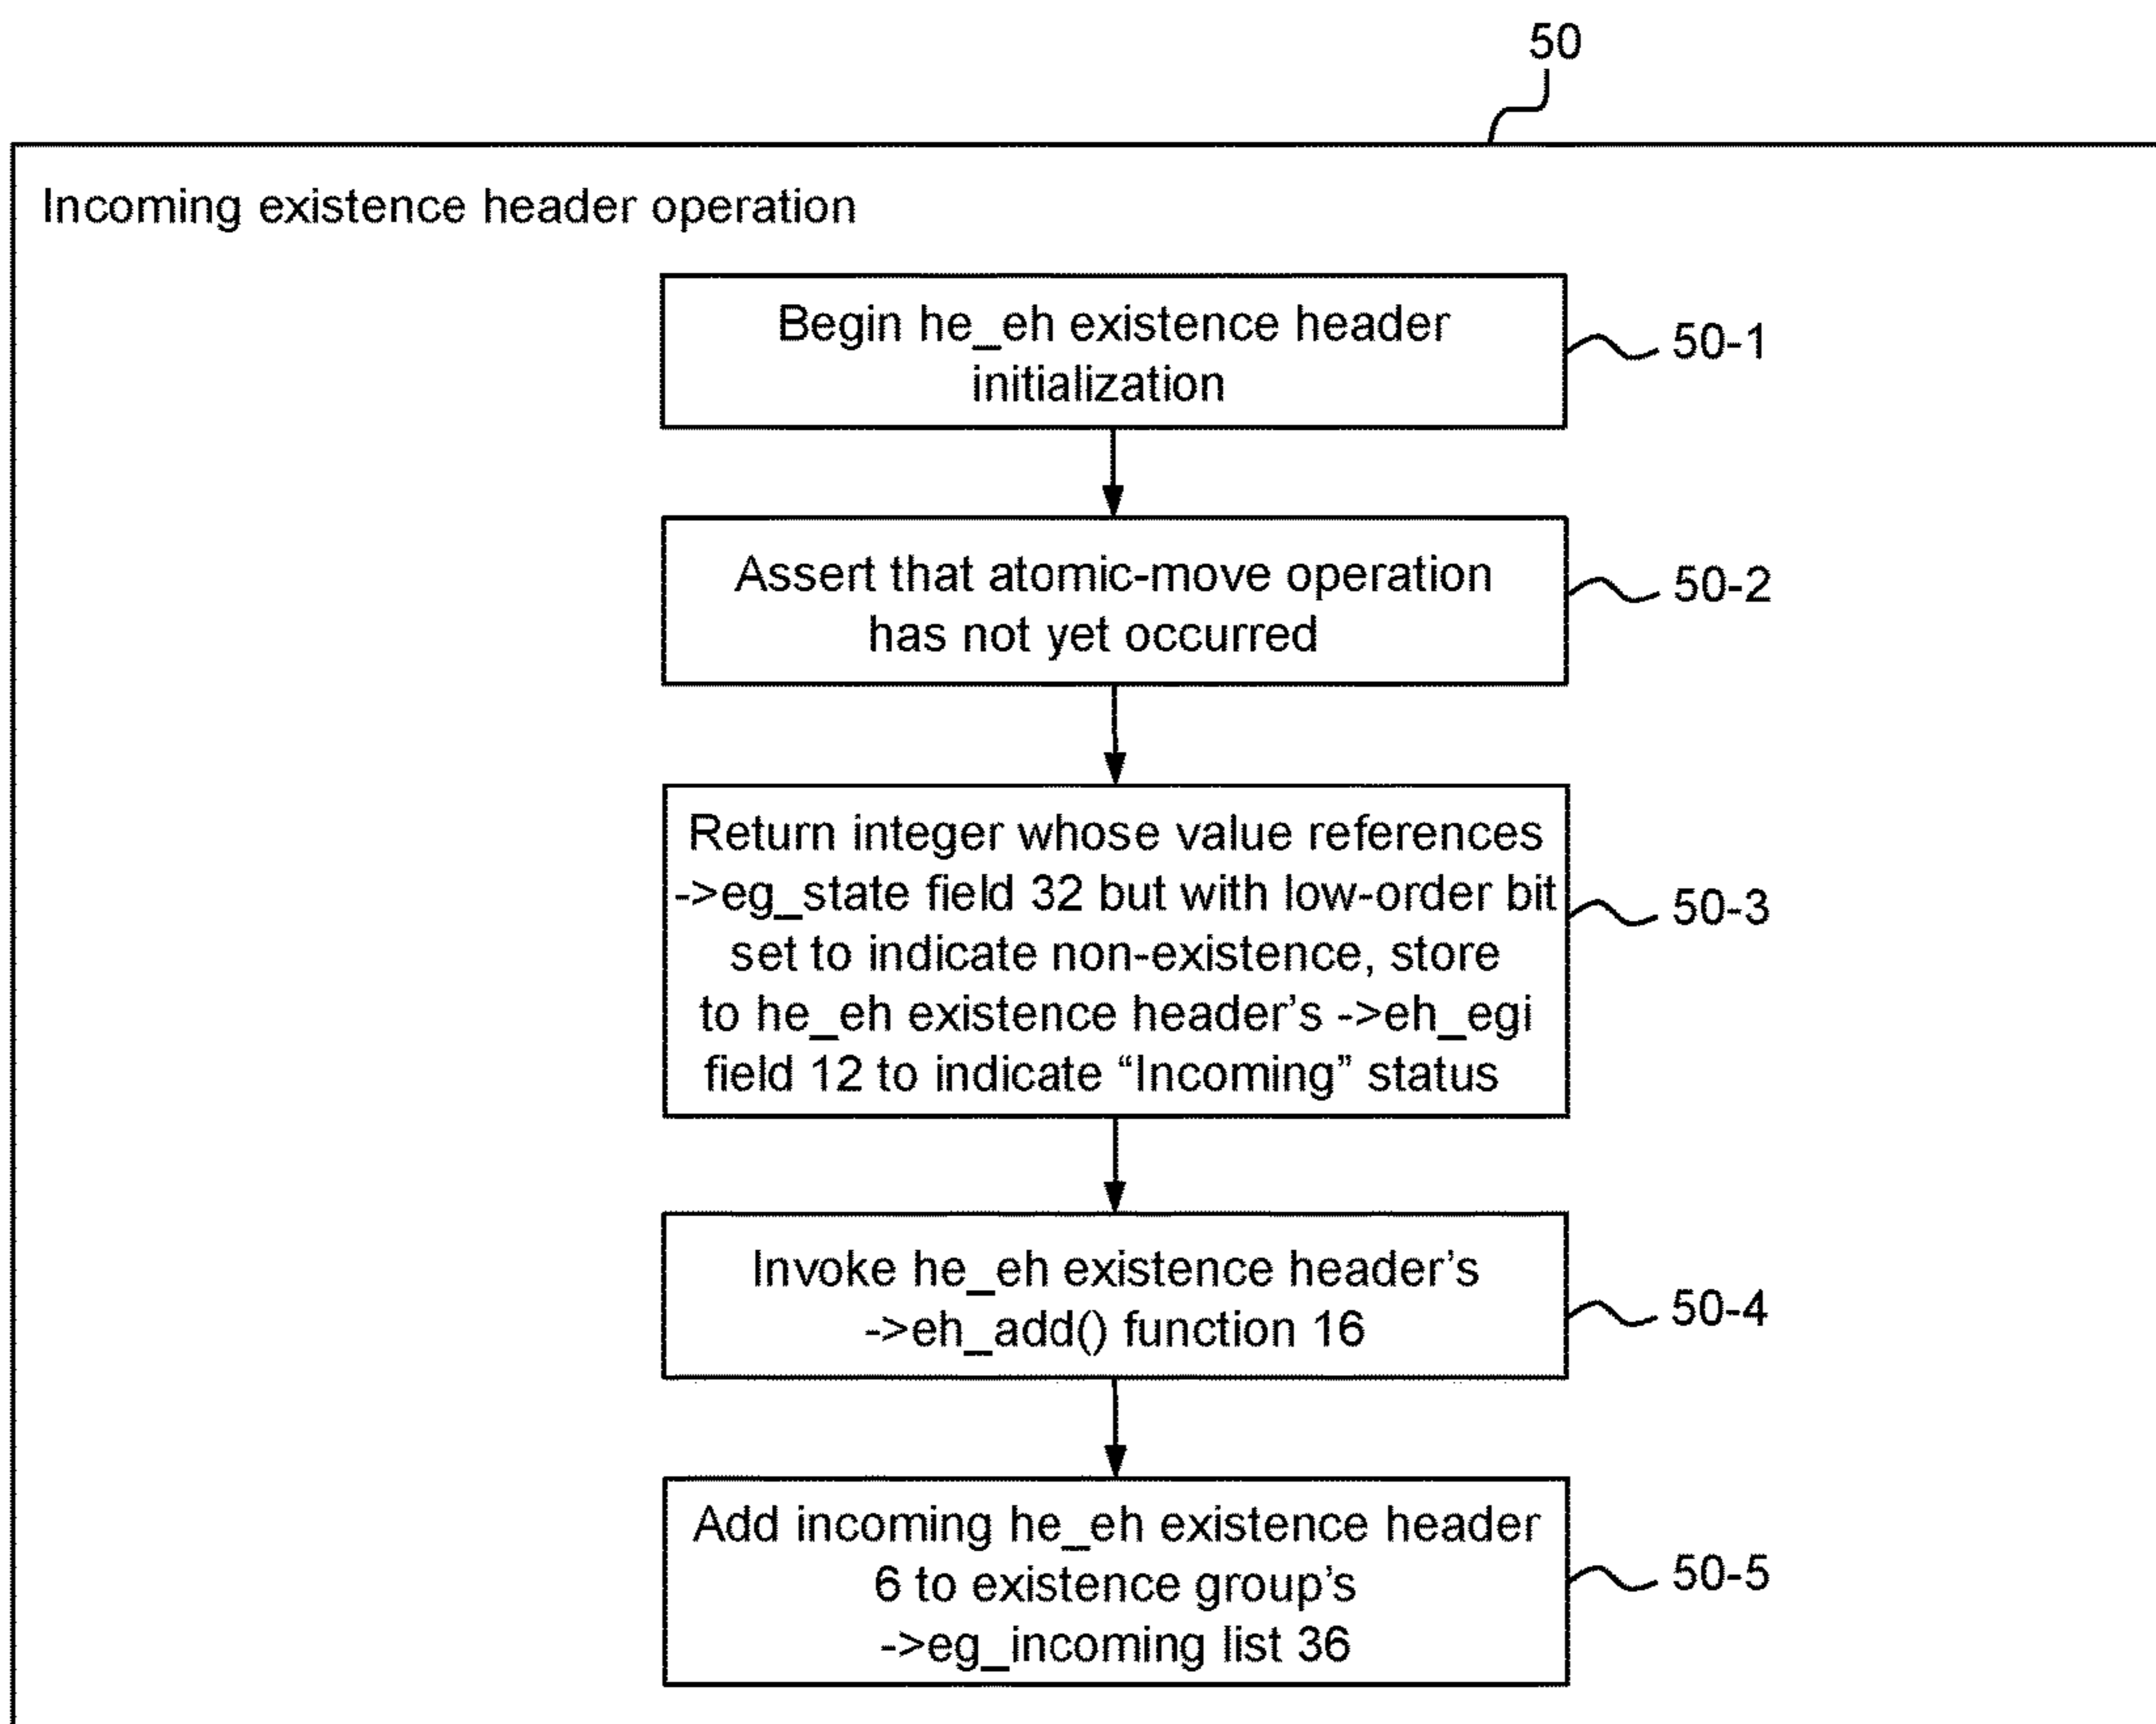 50
Incoming existence header operation
Begin he_eh existence header
initialization
50-1
Assert that atomic-move operation
has not yet occurred
50-2
Return integer whose value references
->eg_state field 32 but with low-order bit
set to indicate non-existence, store
to he_eh existence header’s ->eh_egi
field 12 to indicate “Incoming” status
50-3
Invoke he_eh existence header’s
->eh_add() function 16
50-4
Add incoming he_eh existence header
6 to existence group’s
->eg_incoming list 36
50-5